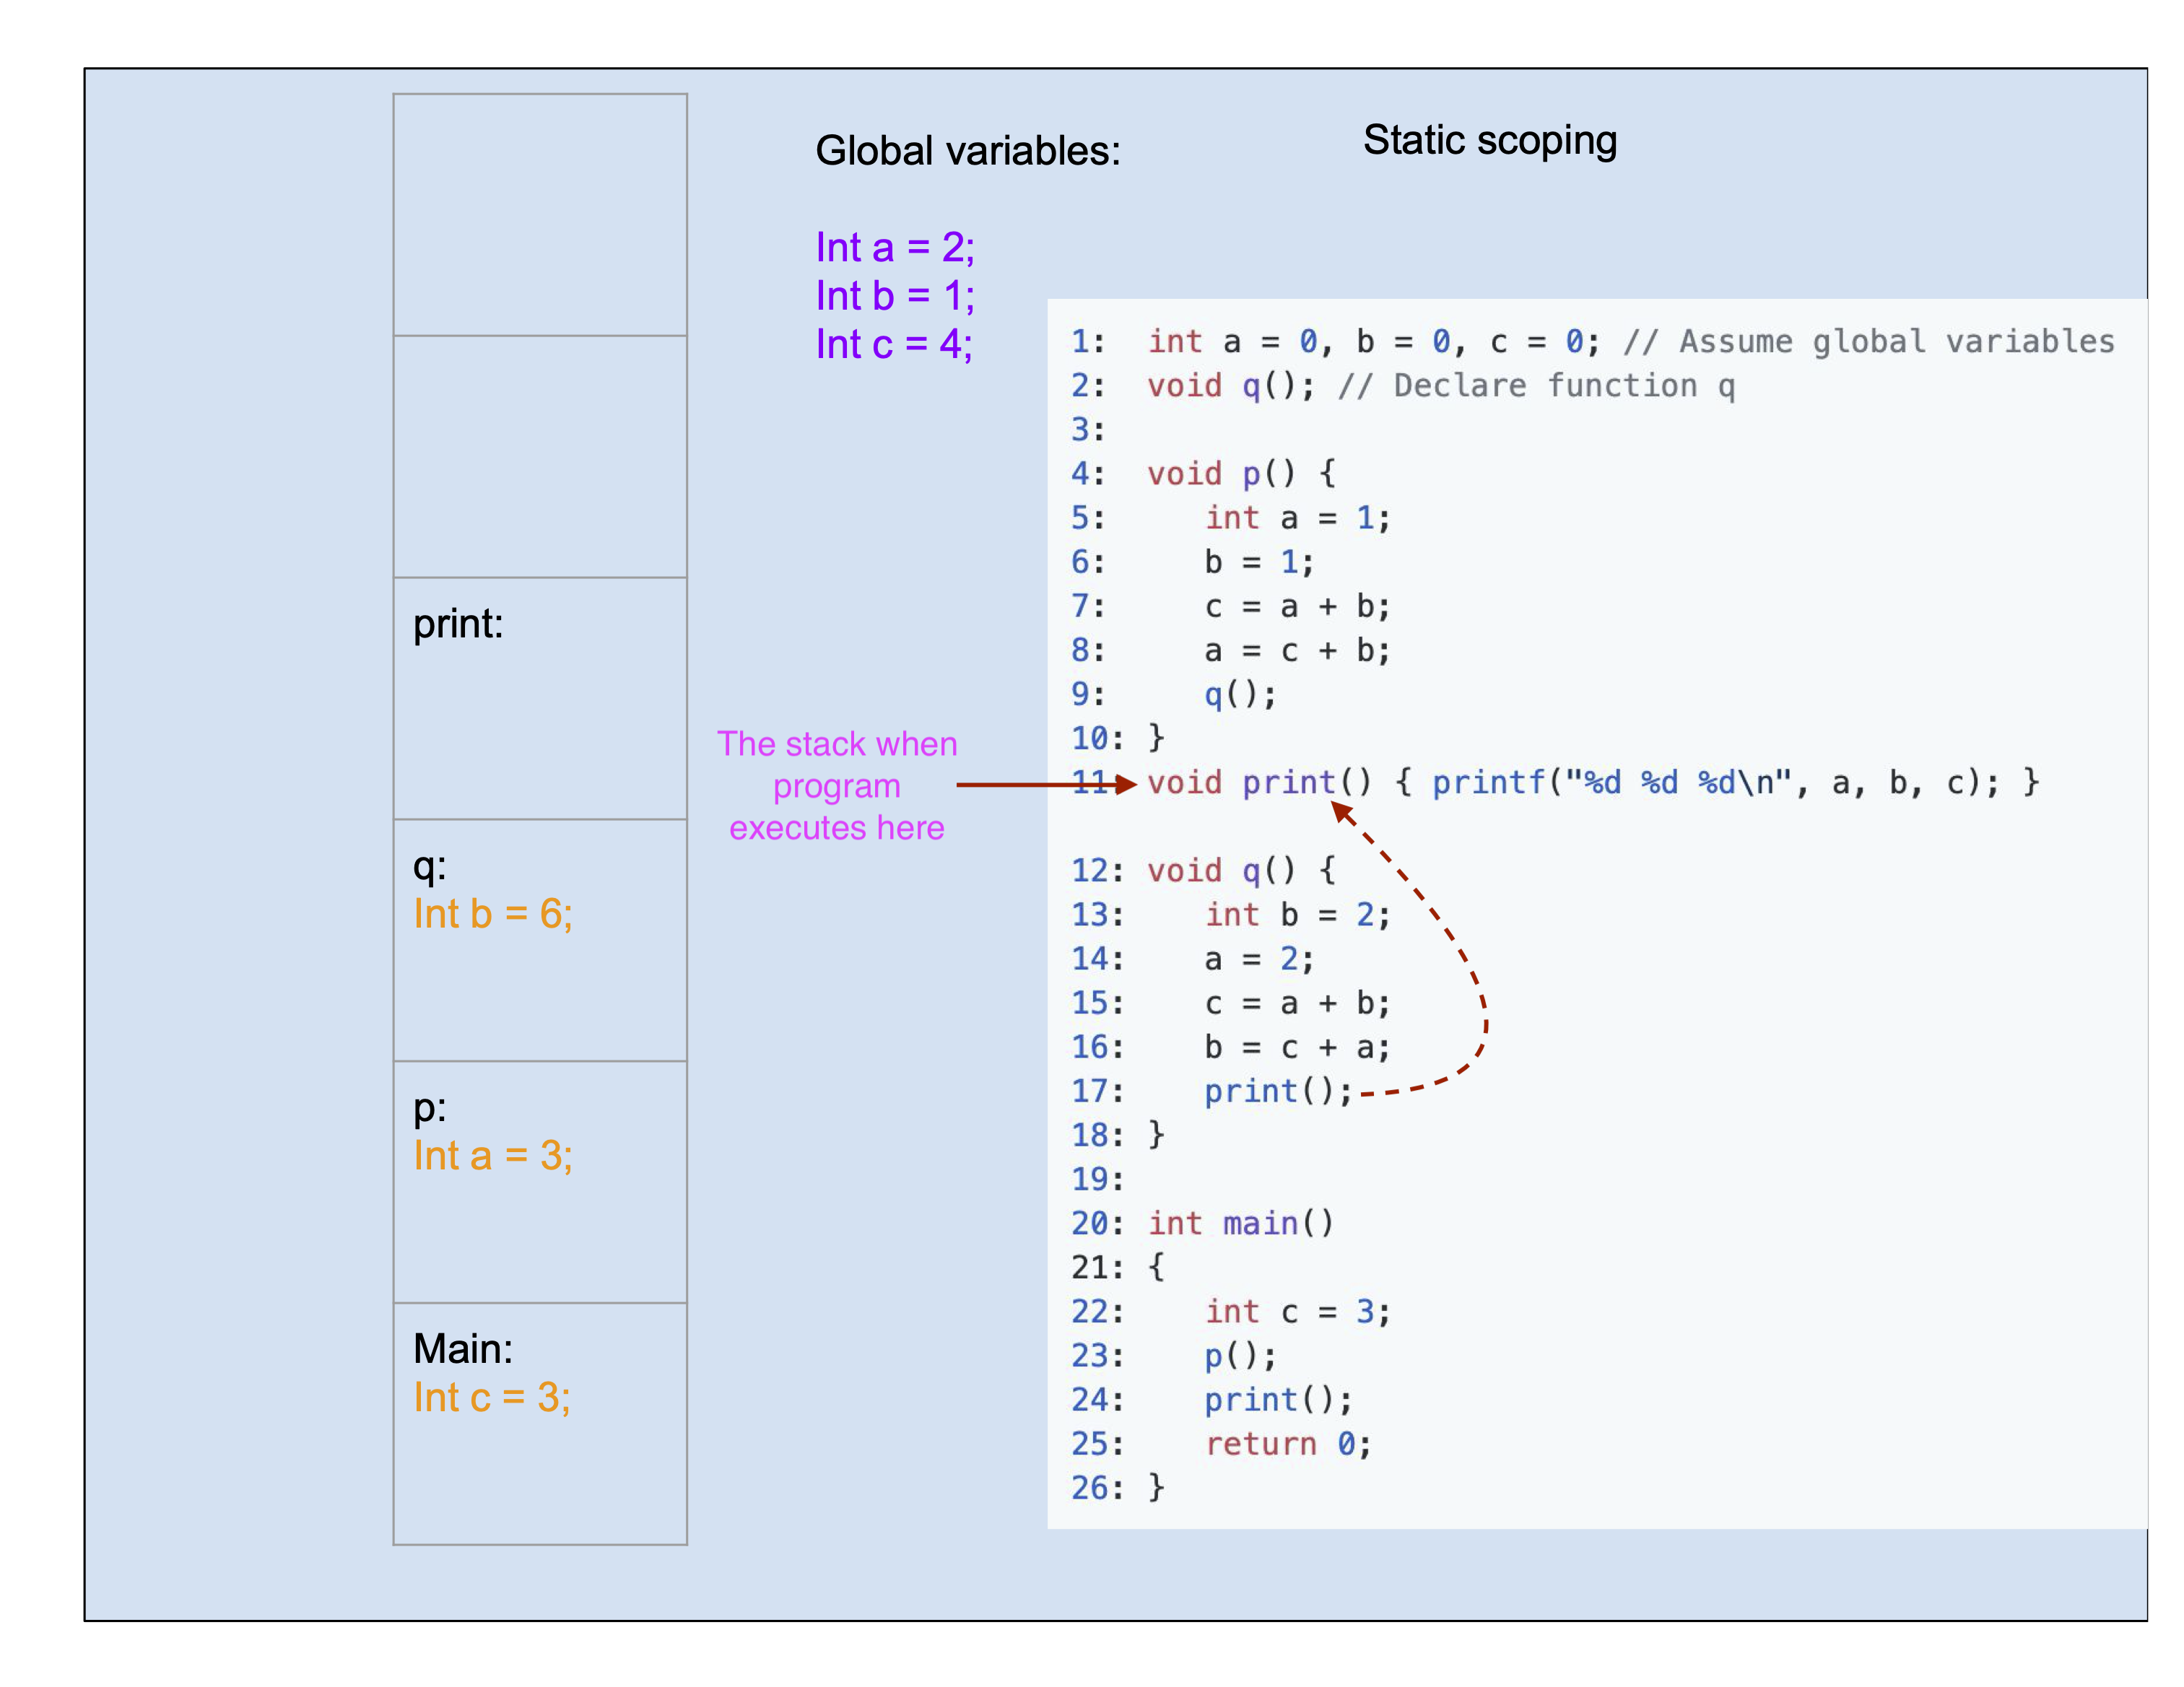 Global variables:
Static scoping
Int a = 2;
Int b = 1;
Int c = 4;
print:
q:
Int b = 6;
p:
Int a = 3;
Main:
Int c = 3;
The stack when
program
executes here
1: int a = 0, b = 0, c = 0; // Assume global variables
2: void q(); // Declare function q
3:
4: void p() {
5: int a = 1;
6: b = 1;
7: c = a + b;
8: a = c + b;
9: q();
10: }
11: void print() { printf("%d %d %d\n", a, b, c); }
12: void q() {
13: int b = 2;
14: a = 2;
15: c = a + b;
16: b = c + a;
17: print();
18: }
19:
20: int main()
21: {
22: int c = 3;
23: p();
24: print();
25: return 0;
26: }